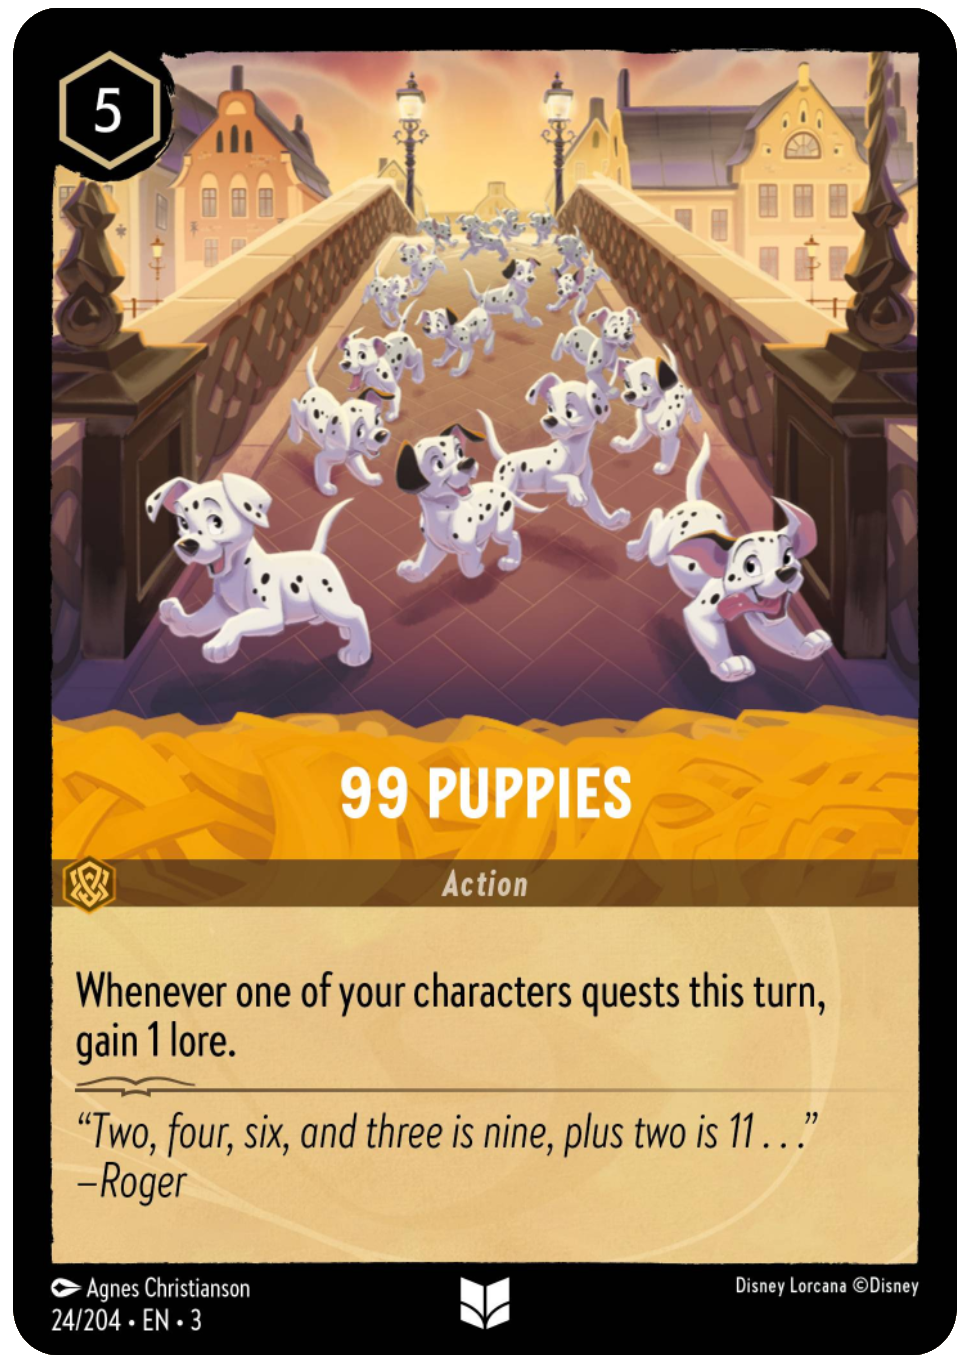 5
99 PUPPIES
Action
Whenever one of your characters quests this turn,
gain 1 lore.
“Two, four, six, and three is nine, plus two is 11 . . .”
–Roger
Agnes Christianson
24/204 • EN • 3
Disney Lorcana ©Disney